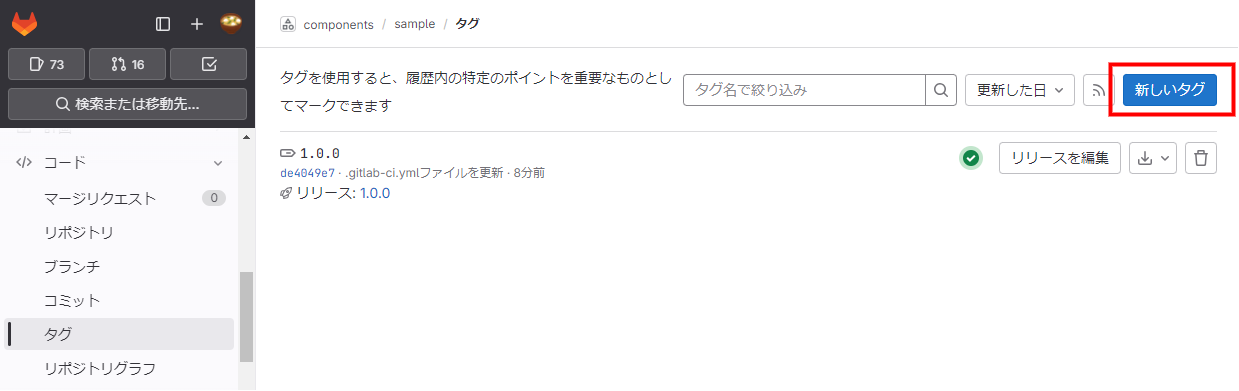 73
16
検索または移動先...
コード
マージリクエスト 0
リポジトリ
ブランチ
コミット
タグ
リポジトリグラフ
components / sample / タグ
タグを使用すると、履歴内の特定のポイントを重要なものとし
てマークできます
タグ名で絞り込み
更新した日
新しいタグ
1.0.0
de4049e7 · .gitlab-ci.ymlファイルを更新 · 8分前
リリース: 1.0.0
リリースを編集